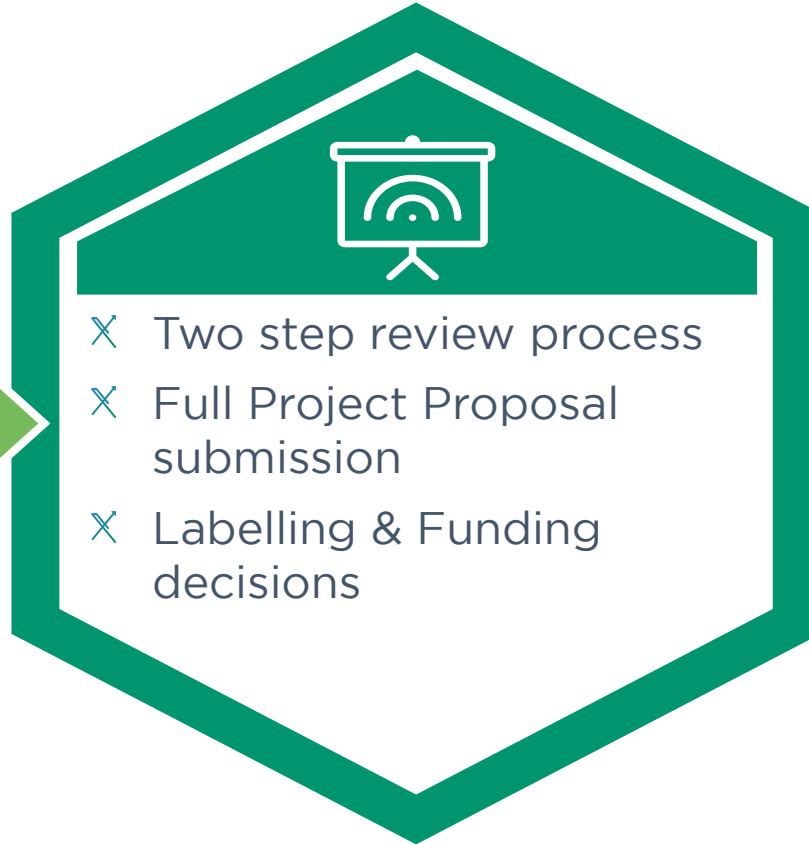 Two step review process
Full Project Proposal
submission
Labelling & Funding
decisions